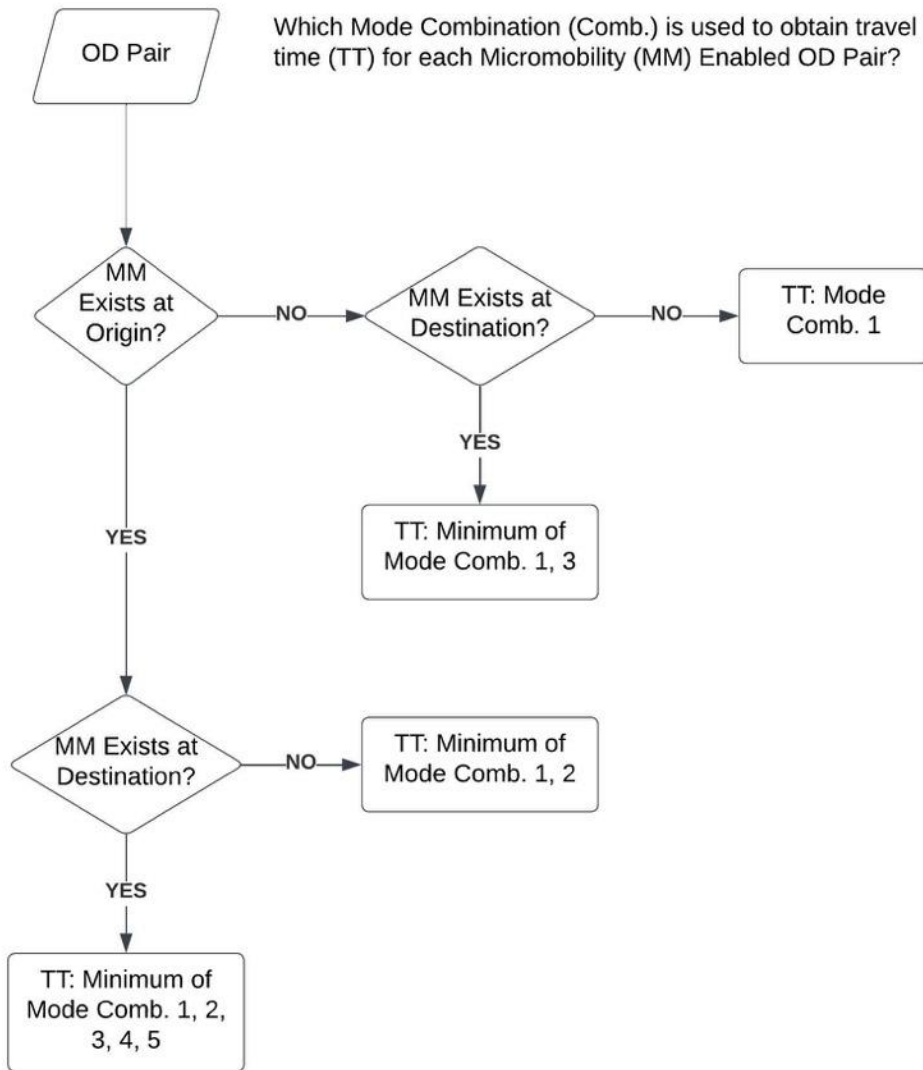 OD Pair
Which Mode Combination (Comb.) is used to obtain travel
time (TT) for each Micromobility (MM) Enabled OD Pair?
MM
Exists at
Origin?
NO
MM Exists at
Destination?
NO
TT: Mode
Comb. 1
YES
TT: Minimum of
Mode Comb. 1, 3
YES
MM Exists at
Destination?
NO
TT: Minimum of
Mode Comb. 1, 2
YES
TT: Minimum of
Mode Comb. 1, 2,
3, 4, 5